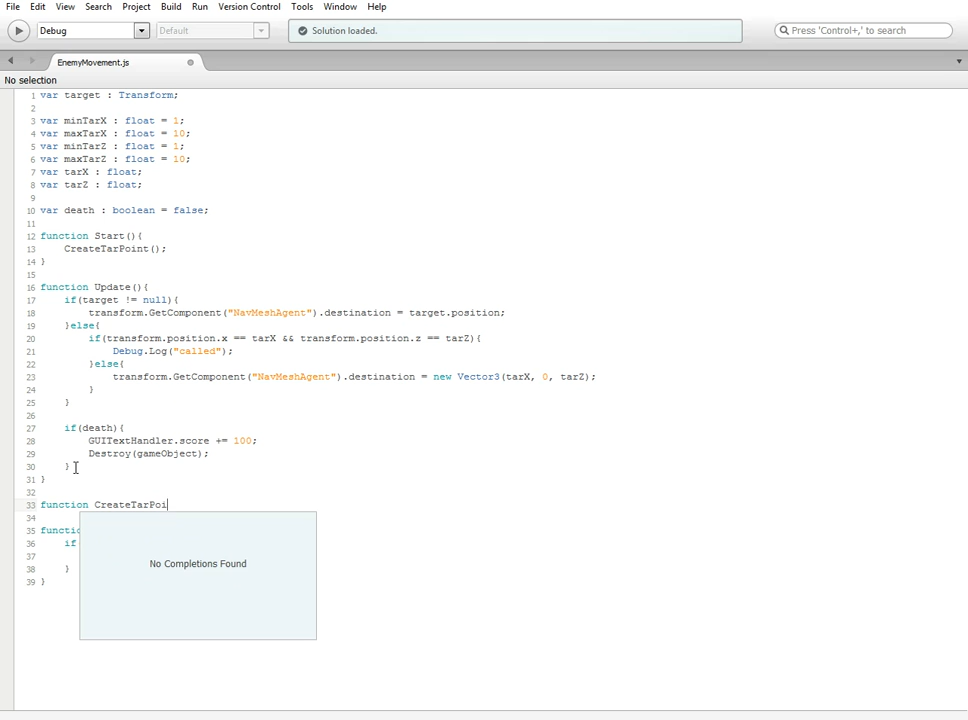 File Edit View Search Project Build Run Version Control Tools Window Help
Debug Default Solution loaded. Press 'Control+,' to search
EnemyMovement.js
No selection
1 var target : Transform;
2
3 var minTarX : float = 1;
4 var maxTarX : float = 10;
5 var minTarZ : float = 1;
6 var maxTarZ : float = 10;
7 var tarX : float;
8 var tarZ : float;
9
10 var death : boolean = false;
11
12 function Start(){
13 CreateTarPoint();
14 }
15
16 function Update(){
17 if(target != null){
18 transform.GetComponent("NavMeshAgent").destination = target.position;
19 }else{
20 if(transform.position.x == tarX && transform.position.z == tarZ){
21 Debug.Log("called");
22 }else{
23 transform.GetComponent("NavMeshAgent").destination = new Vector3(tarX, 0, tarZ);
24 }
25 }
26
27 if(death){
28 GUITextHandler.score += 100;
29 Destroy(gameObject);
30 }
31 }
32
33 function CreateTarPoi
34
35 functio
36 if
37
38 }
39 }
No Completions Found